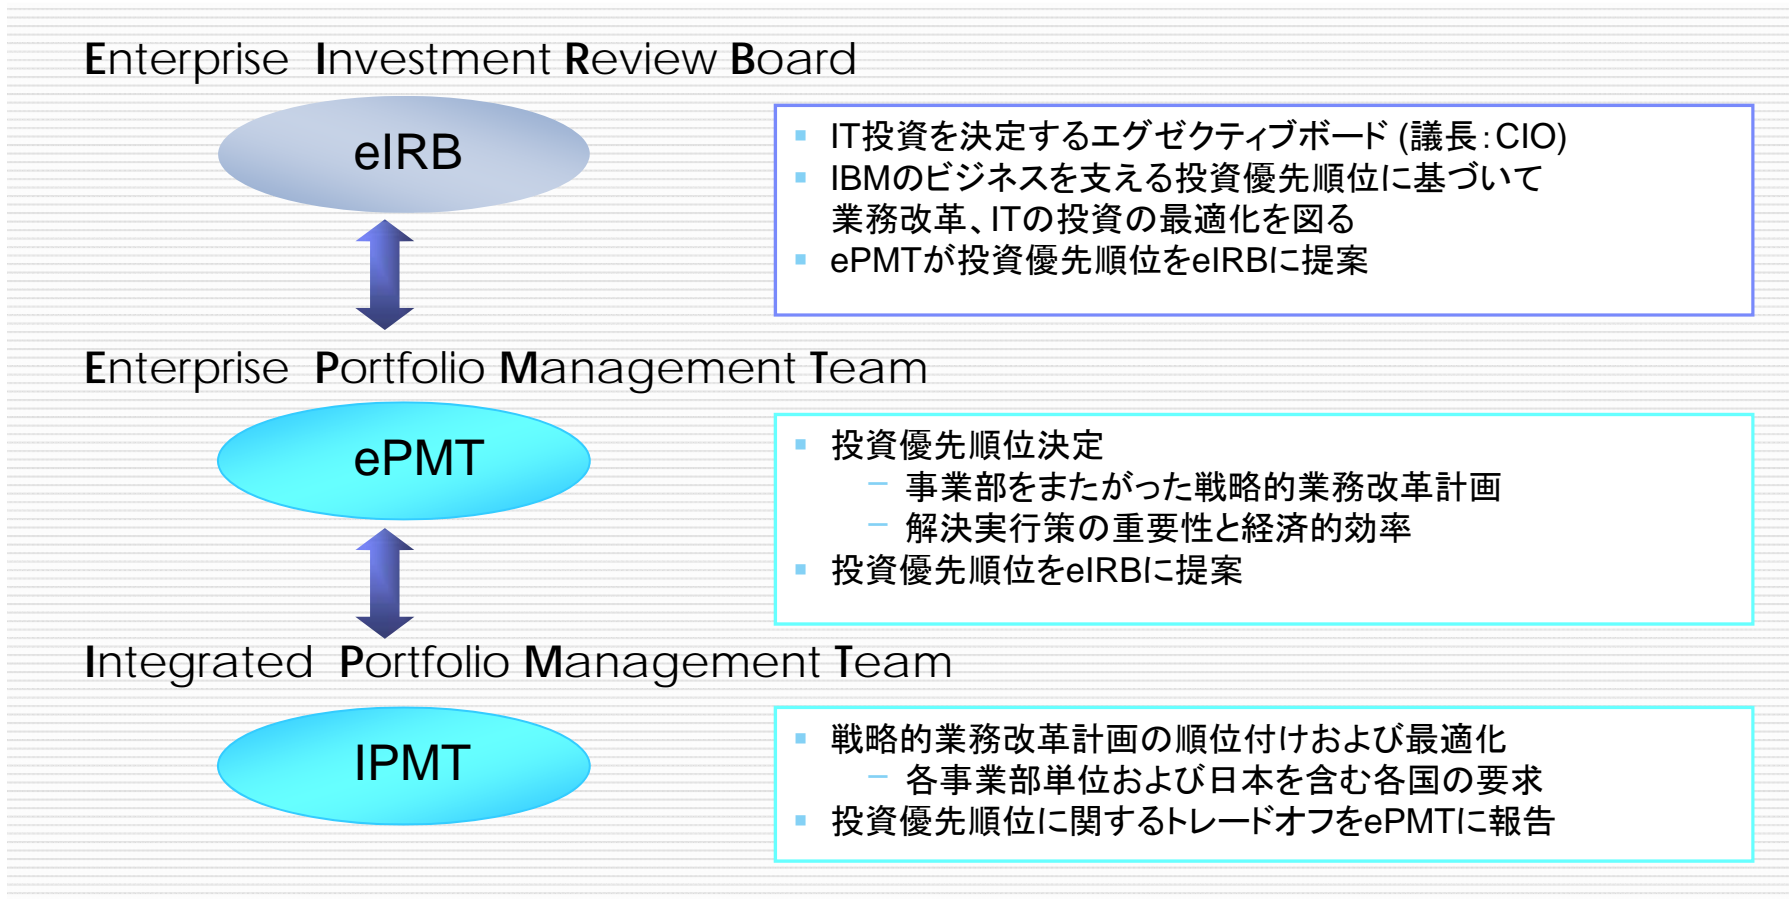 Enterprise Investment Review Board
eIRB
▪ IT投資を決定するエグゼクティブボード (議長:CIO)
▪ IBMのビジネスを支える投資優先順位に基づいて
業務改革、ITの投資の最適化を図る
▪ ePMTが投資優先順位をeIRBに提案
Enterprise Portfolio Management Team
ePMT
▪ 投資優先順位決定
– 事業部をまたがった戦略的業務改革計画
– 解決実行策の重要性と経済的効率
▪ 投資優先順位をeIRBに提案
Integrated Portfolio Management Team
IPMT
▪ 戦略的業務改革計画の順位付けおよび最適化
– 各事業部単位および日本を含む各国の要求
▪ 投資優先順位に関するトレードオフをePMTに報告